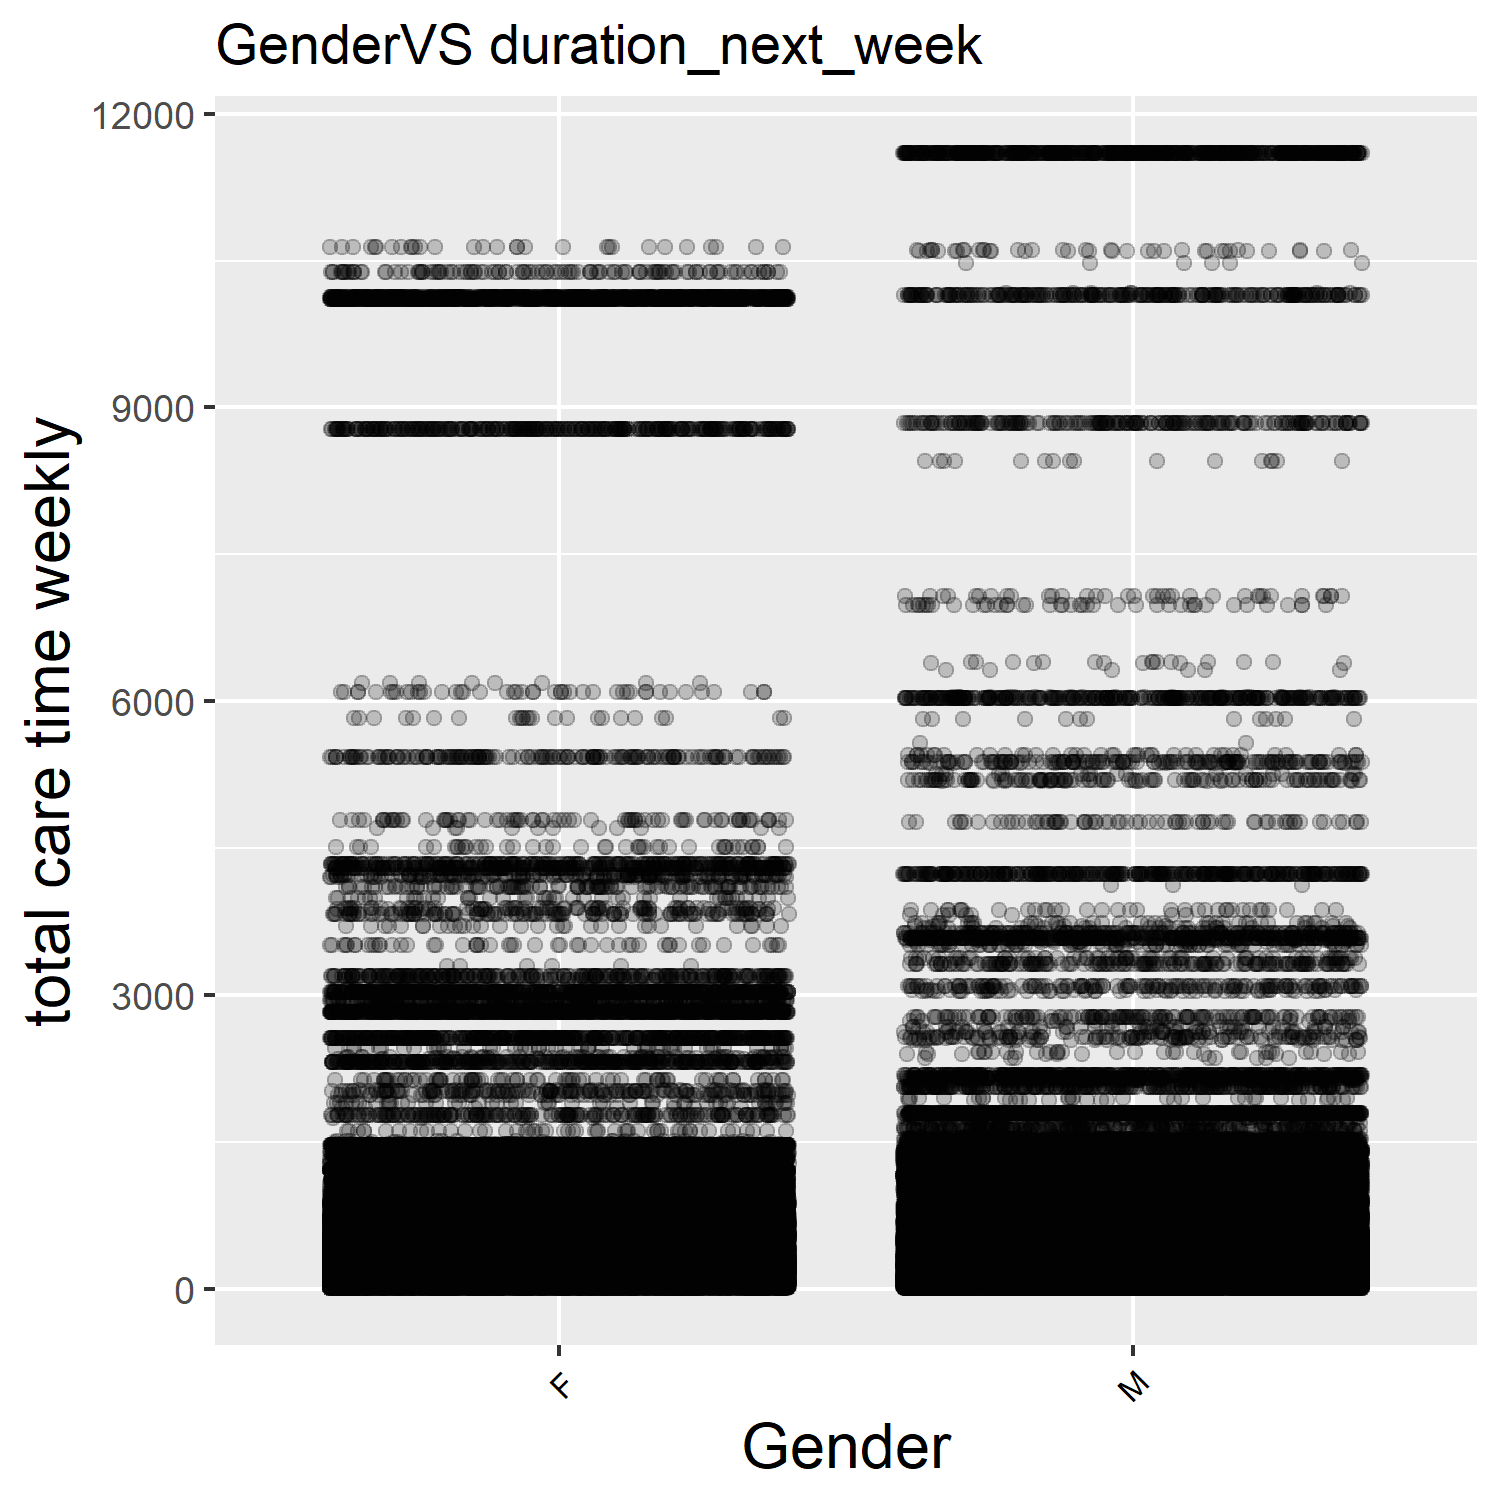 GenderVS duration_next_week
12000
9000
6000
3000
0
total care time weekly
F
M
Gender